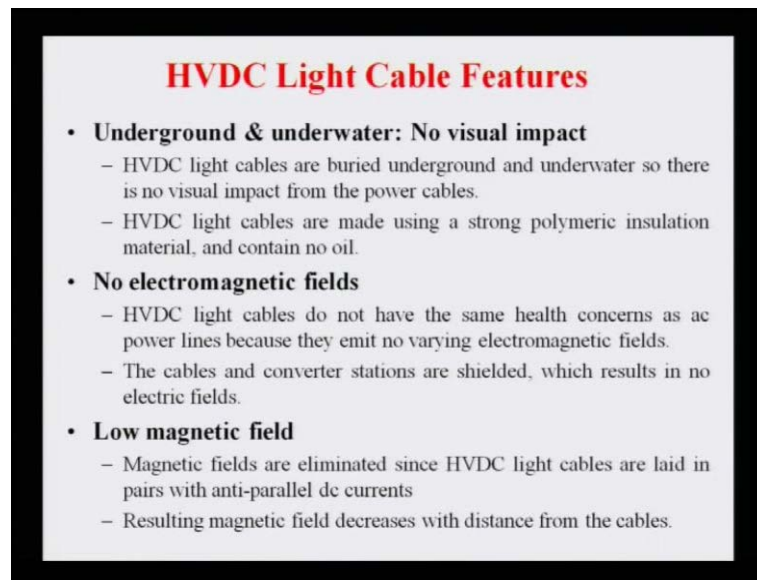 HVDC Light Cable Features
• Underground & underwater: No visual impact
– HVDC light cables are buried underground and underwater so there
is no visual impact from the power cables.
– HVDC light cables are made using a strong polymeric insulation
material, and contain no oil.
• No electromagnetic fields
– HVDC light cables do not have the same health concerns as ac
power lines because they emit no varying electromagnetic fields.
– The cables and converter stations are shielded, which results in no
electric fields.
• Low magnetic field
– Magnetic fields are eliminated since HVDC light cables are laid in
pairs with anti-parallel dc currents
– Resulting magnetic field decreases with distance from the cables.